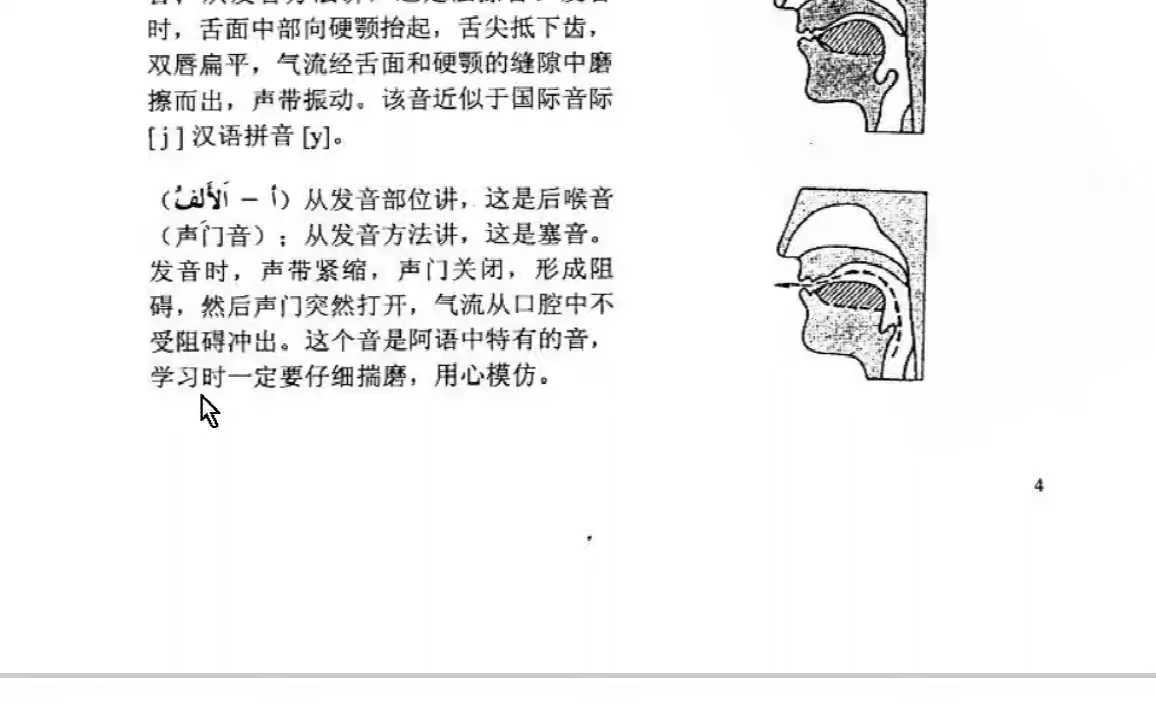 时，舌面中部向硬颚抬起，舌尖抵下齿，
双唇扁平，气流经舌面和硬颚的缝隙中磨
擦而出，声带振动。该音近似于国际音际
[j] 汉语拼音 [y]。
（أ – اَلأَلفُ）从发音部位讲，这是后喉音
（声门音）；从发音方法讲，这是塞音。
发音时，声带紧缩，声门关闭，形成阻
碍，然后声门突然打开，气流从口腔中不
受阻碍冲出。这个音是阿语中特有的音，
学习时一定要仔细揣磨，用心模仿。
4